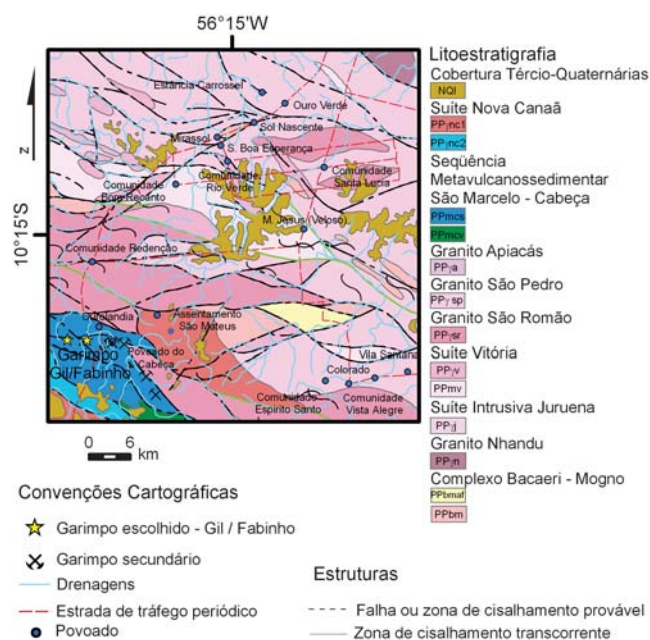 56°15'W
10°15'S
N
Estância Carrossel
Ouro Verde
Sol Nascente
Mirassol
S. Boa Esperança
Comunidade
Rio Verde
Comunidade
Santa Lucia
Comunidade
Bom Recanto
M. Jesus (Veloso)
Comunidade Redenção
Assentamento
São Mateus
Garimpo
Gil/Fabinho
Povoado do
Cabeça
Vila Santana
Colorado
Comunidade
Espirito Santo
Comunidade
Vista Alegre
0 6
km
Litoestratigrafia
Cobertura Tércio-Quaternárias
NQl
Suíte Nova Canaã
PPγnc1
PPγnc2
Seqüência
Metavulcanossedimentar
São Marcelo - Cabeça
PPmcs
PPmcv
Granito Apiacás
PPγa
Granito São Pedro
PPγsp
Granito São Romão
PPγsr
Suíte Vitória
PPγv
PPmv
Suíte Intrusiva Juruena
PPγj
Granito Nhandu
PPγn
Complexo Bacaeri - Mogno
PPbmaf
PPbm
Convenções Cartográficas
Garimpo escolhido - Gil / Fabinho
Garimpo secundário
Drenagens
Estrada de tráfego periódico
Povoado
Estruturas
Falha ou zona de cisalhamento provável
Zona de cisalhamento transcorrente